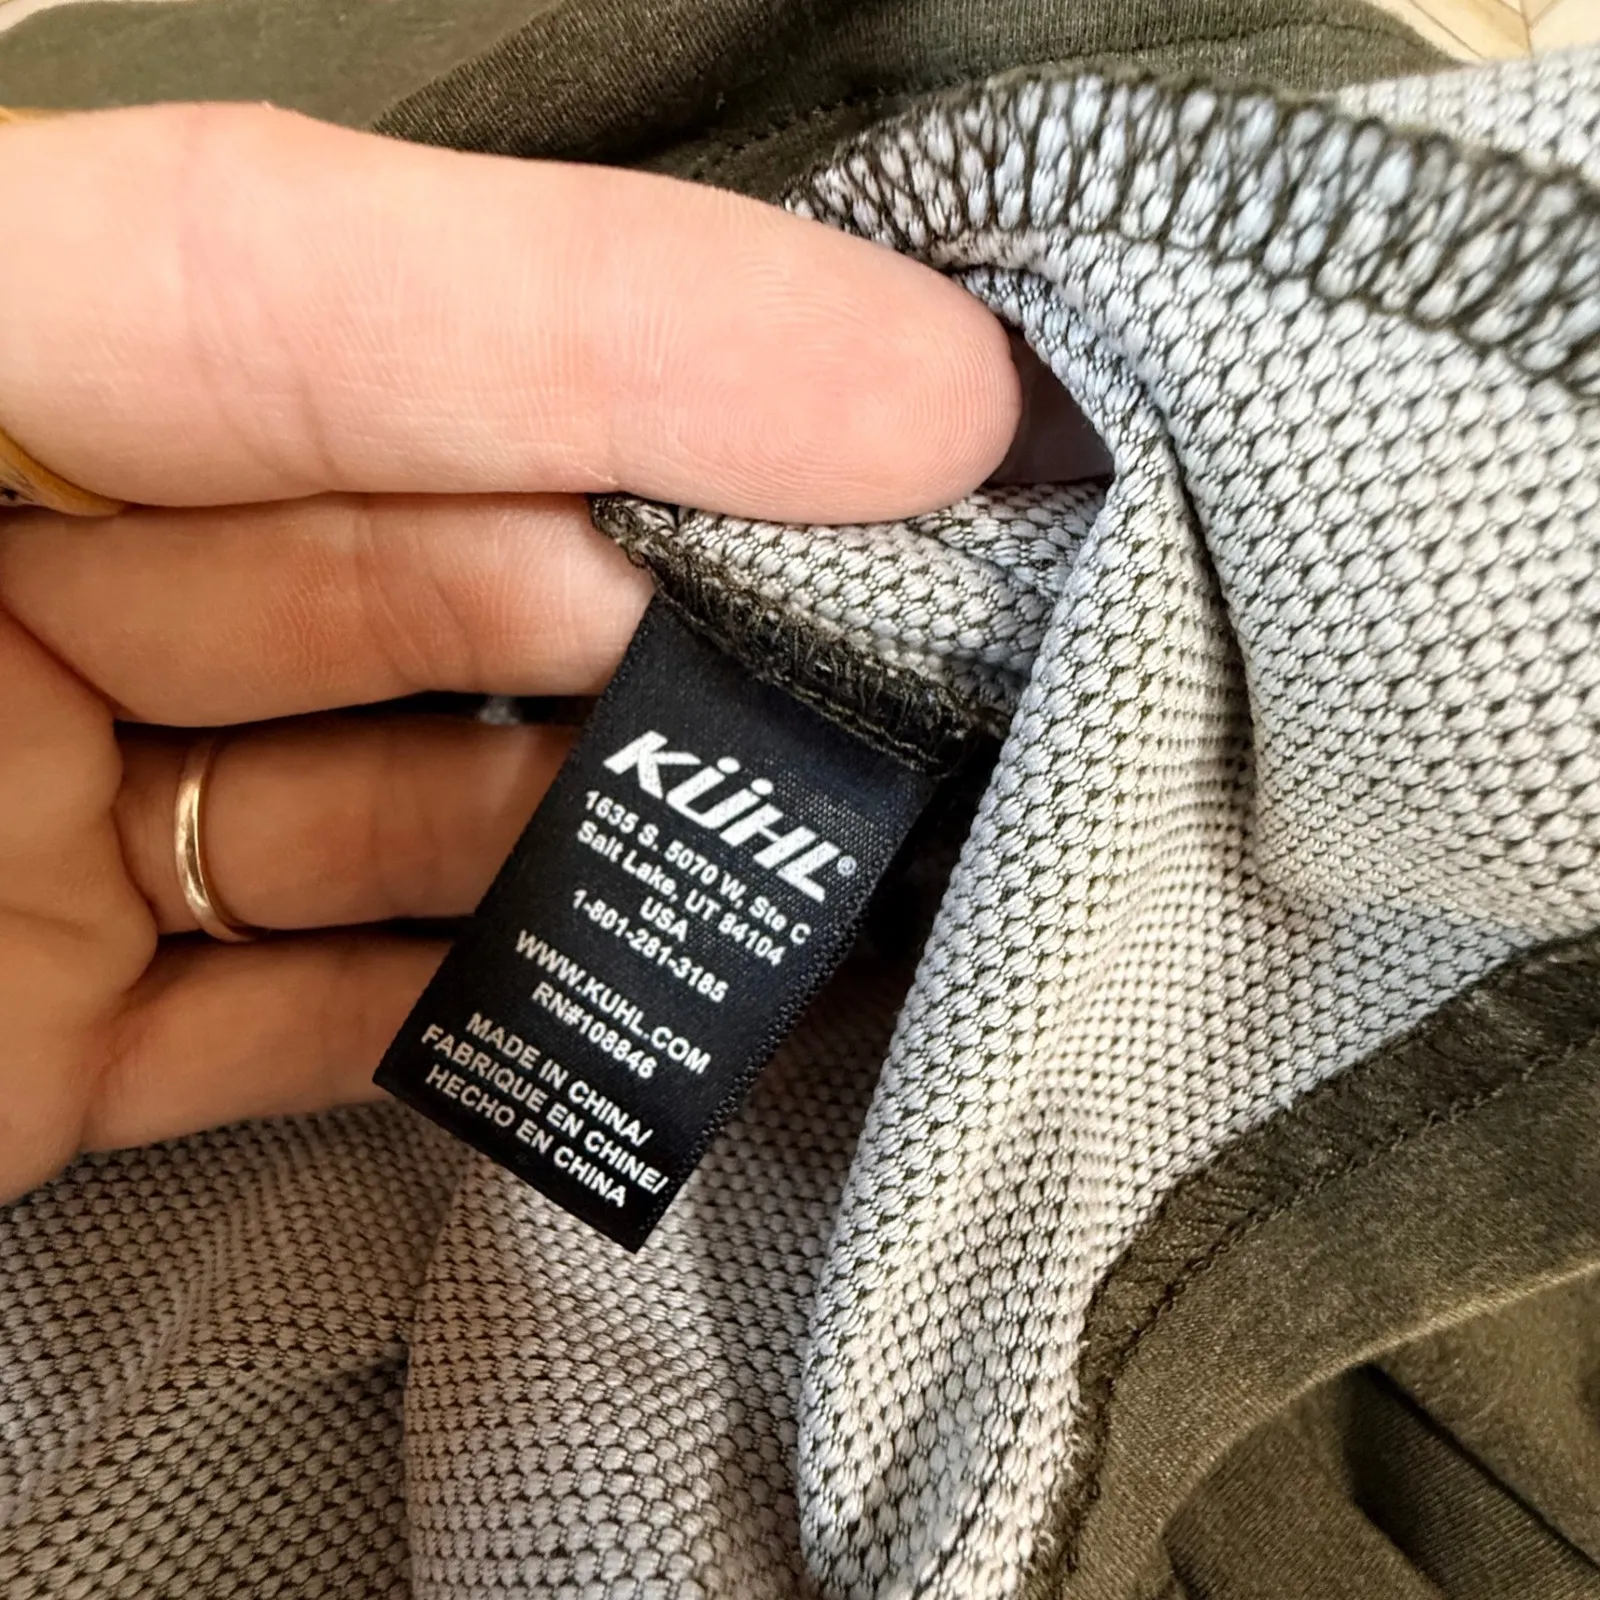 KÜHL®
1635 S. 5070 W, Ste C
Salt Lake, UT 84104
USA
1-801-281-3185
WWW.KUHL.COM
RN#108846
MADE IN CHINA/
FABRIQUE EN CHINE/
HECHO EN CHINA